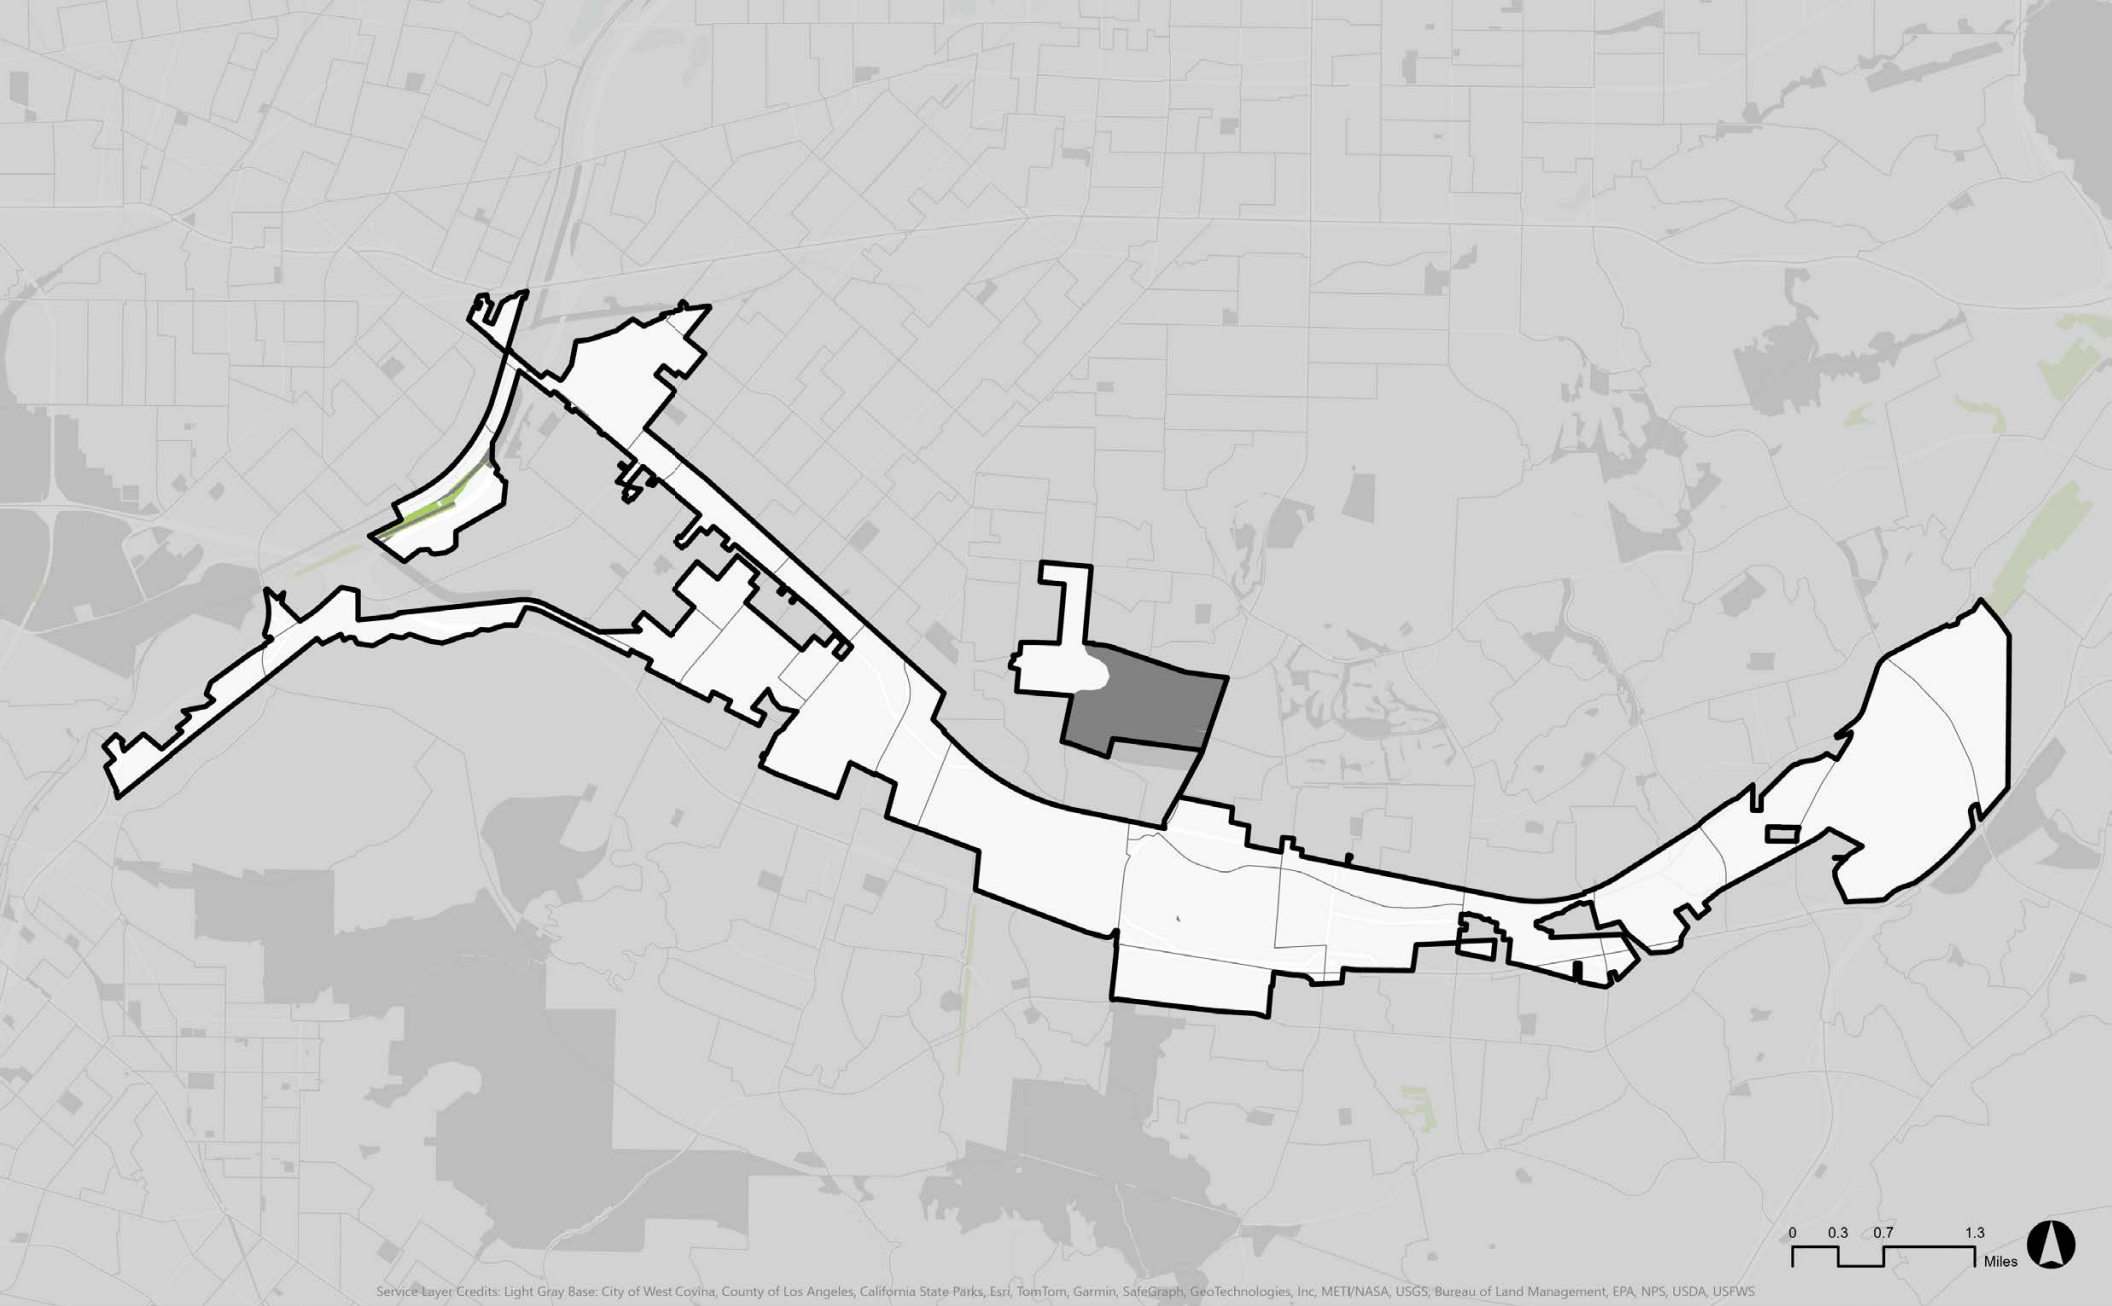 0 0.3 0.7 1.3
Miles
Service Layer Credits: Light Gray Base: City of West Covina, County of Los Angeles, California State Parks, Esri, TomTom, Garmin, SafeGraph, GeoTechnologies, Inc, METI/NASA, USGS, Bureau of Land Management, EPA, NPS, USDA, USFWS